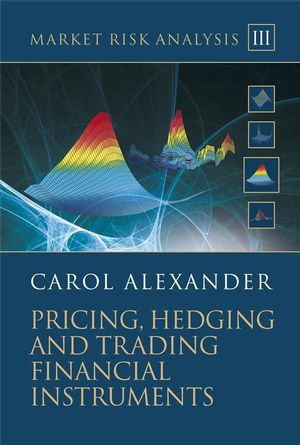 MARKET RISK ANALYSIS III
CAROL ALEXANDER
PRICING, HEDGING
AND TRADING
FINANCIAL
INSTRUMENTS